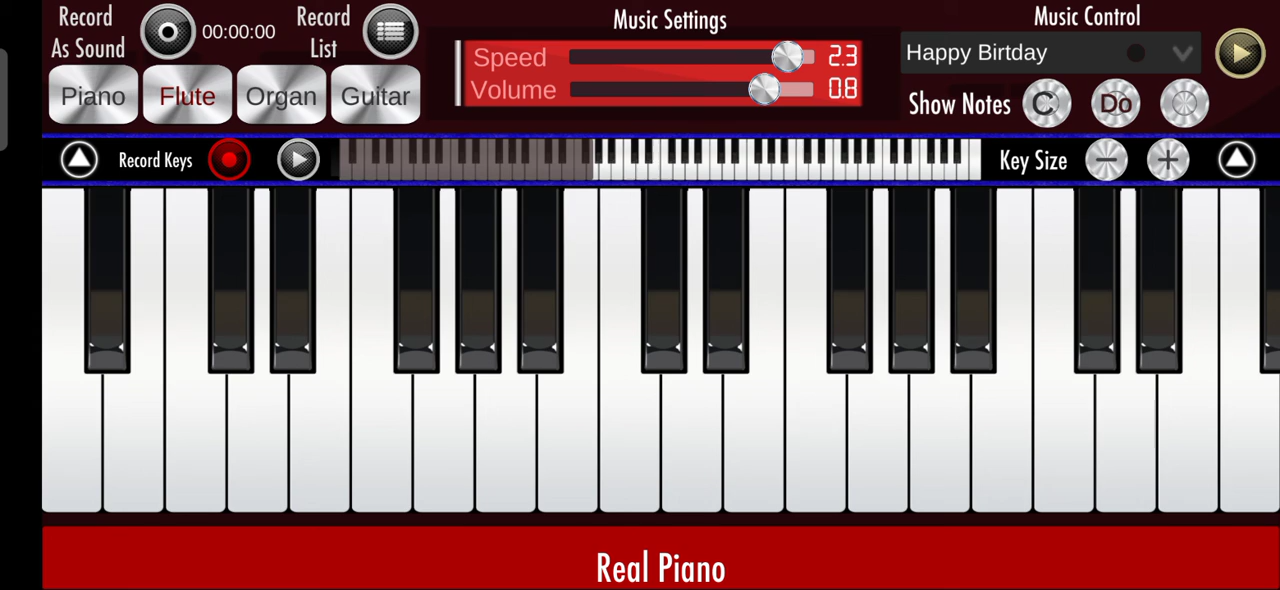 Record
As Sound
00:00:00
Record
List
Music Settings
Music Control
Speed 2.3
Volume 0.8
Happy Birtday
Piano Flute Organ Guitar
Show Notes C Do
Record Keys
Key Size
Real Piano